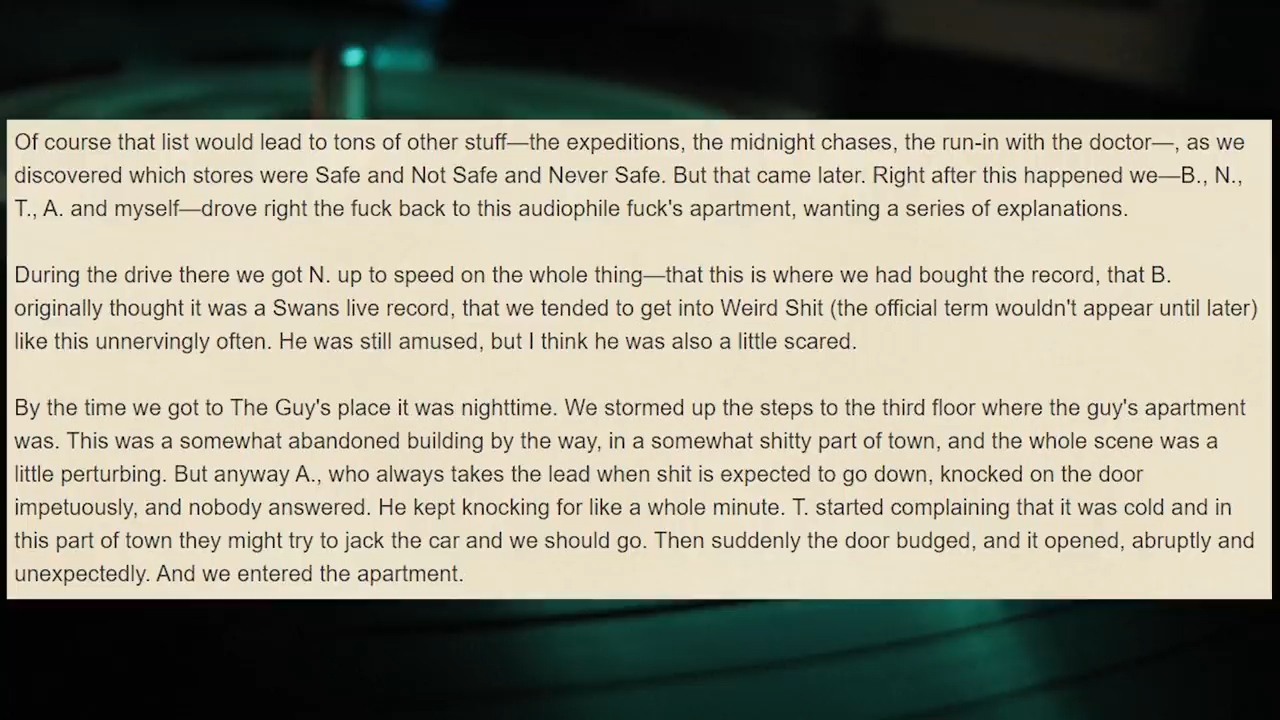 Of course that list would lead to tons of other stuff—the expeditions, the midnight chases, the run-in with the doctor—, as we
discovered which stores were Safe and Not Safe and Never Safe. But that came later. Right after this happened we—B., N.,
T., A. and myself—drove right the fuck back to this audiophile fuck's apartment, wanting a series of explanations.
During the drive there we got N. up to speed on the whole thing—that this is where we had bought the record, that B.
originally thought it was a Swans live record, that we tended to get into Weird Shit (the official term wouldn't appear until later)
like this unnervingly often. He was still amused, but I think he was also a little scared.
By the time we got to The Guy's place it was nighttime. We stormed up the steps to the third floor where the guy's apartment
was. This was a somewhat abandoned building by the way, in a somewhat shitty part of town, and the whole scene was a
little perturbing. But anyway A., who always takes the lead when shit is expected to go down, knocked on the door
impetuously, and nobody answered. He kept knocking for like a whole minute. T. started complaining that it was cold and in
this part of town they might try to jack the car and we should go. Then suddenly the door budged, and it opened, abruptly and
unexpectedly. And we entered the apartment.